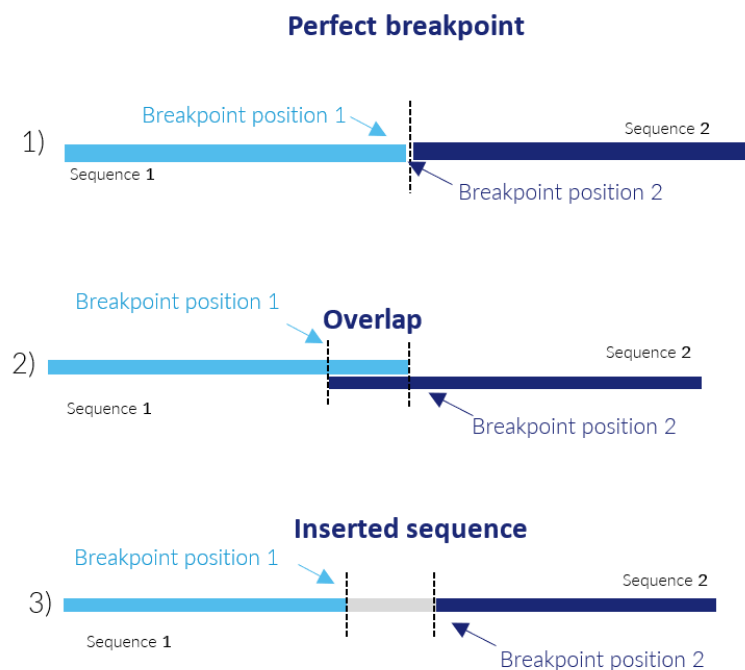 Perfect breakpoint
Breakpoint position 1
Sequence 2
1)
Sequence 1
Breakpoint position 2
Breakpoint position 1
Overlap
Sequence 2
2)
Sequence 1
Breakpoint position 2
Inserted sequence
Breakpoint position 1
Sequence 2
3)
Sequence 1
Breakpoint position 2